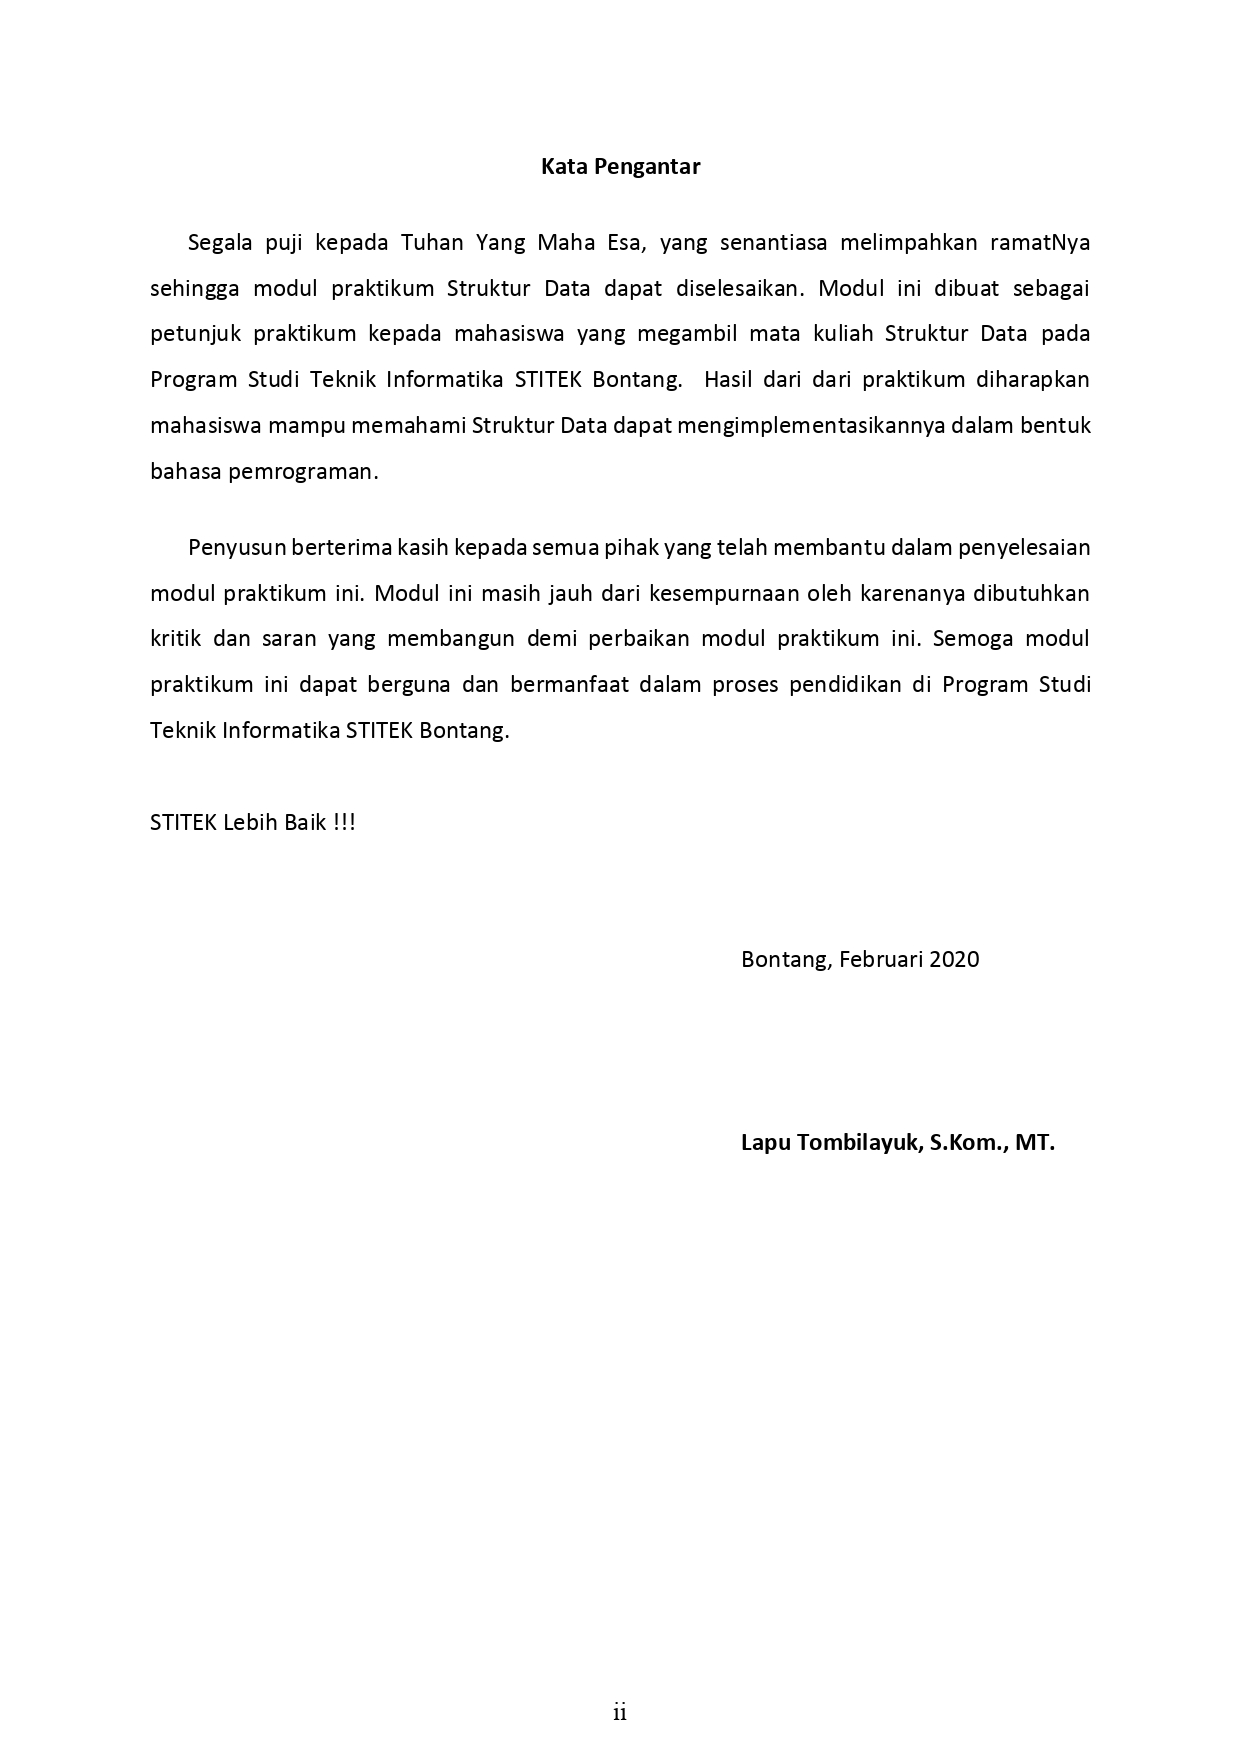 Kata Pengantar
Segala puji kepada Tuhan Yang Maha Esa, yang senantiasa melimpahkan ramatNya
sehingga modul praktikum Struktur Data dapat diselesaikan. Modul ini dibuat sebagai
petunjuk praktikum kepada mahasiswa yang megambil mata kuliah Struktur Data pada
Program Studi Teknik Informatika STITEK Bontang.  Hasil dari dari praktikum diharapkan
mahasiswa mampu memahami Struktur Data dapat mengimplementasikannya dalam bentuk
bahasa pemrograman.
Penyusun berterima kasih kepada semua pihak yang telah membantu dalam penyelesaian
modul praktikum ini. Modul ini masih jauh dari kesempurnaan oleh karenanya dibutuhkan
kritik dan saran yang membangun demi perbaikan modul praktikum ini. Semoga modul
praktikum ini dapat berguna dan bermanfaat dalam proses pendidikan di Program Studi
Teknik Informatika STITEK Bontang.
STITEK Lebih Baik !!!
Bontang, Februari 2020
Lapu Tombilayuk, S.Kom., MT.
ii